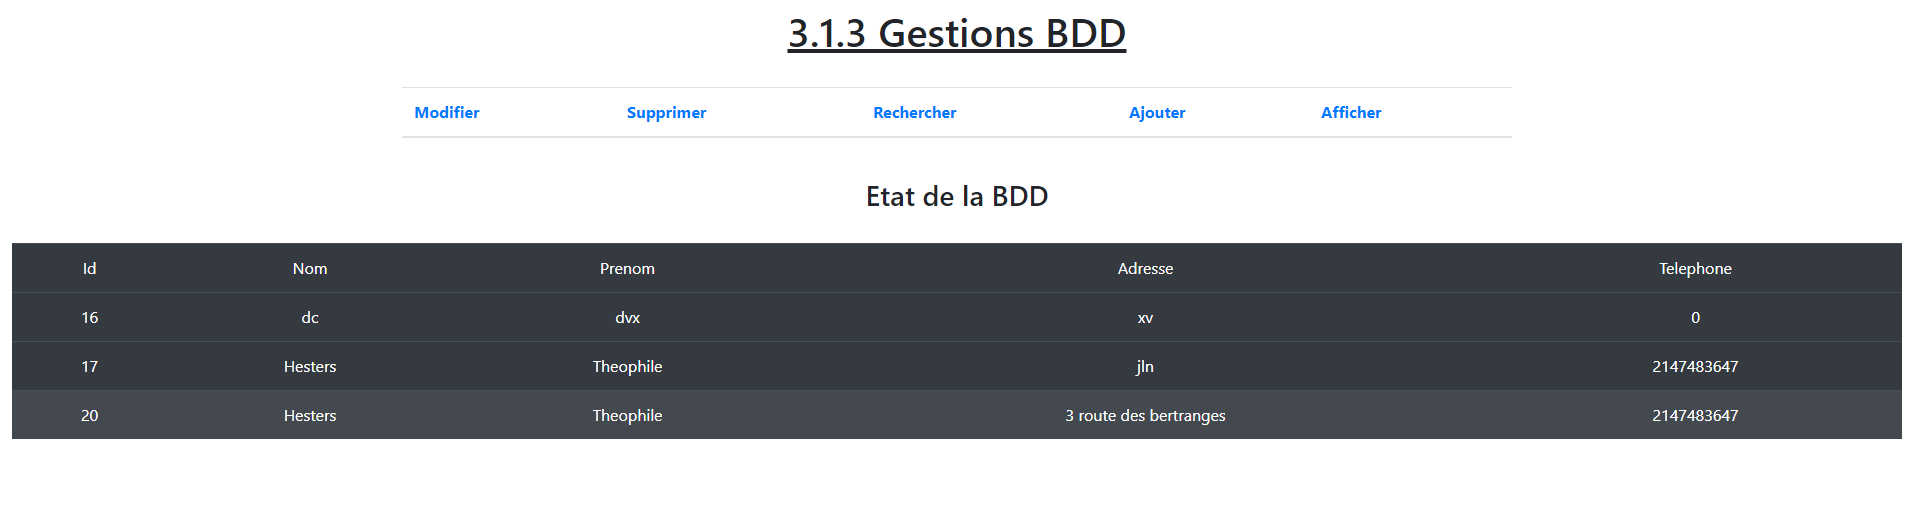 3.1.3 Gestions BDD
Modifier Supprimer Rechercher Ajouter Afficher
Etat de la BDD
Id Nom Prenom Adresse Telephone
16 dc dvx xv 0
17 Hesters Theophile jln 2147483647
20 Hesters Theophile 3 route des bertranges 2147483647